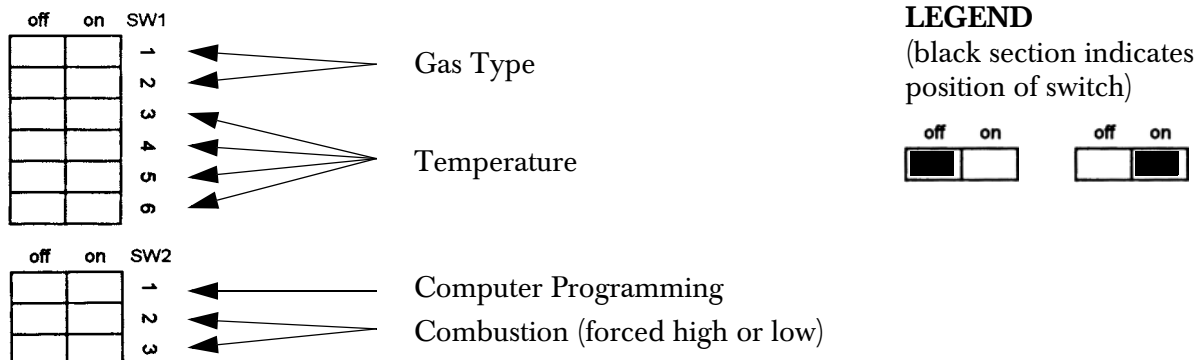 off on SW1
1
2
Gas Type
3
4
5
6
Temperature
off on SW2
1
Computer Programming
2
3
Combustion (forced high or low)
LEGEND
(black section indicates
position of switch)
off on off on